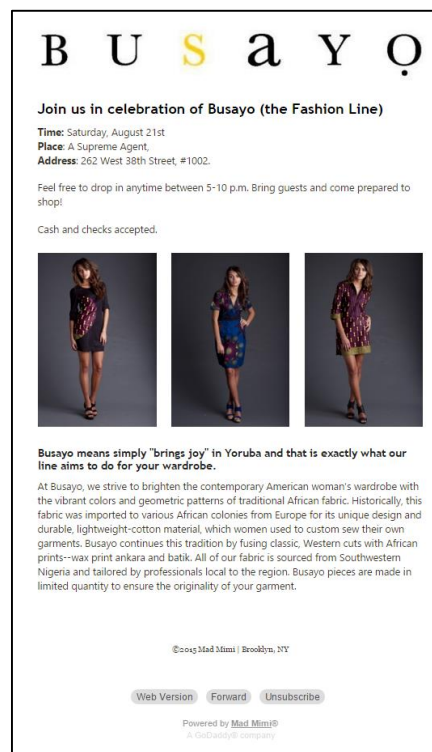 BUSaYỌ
Join us in celebration of Busayo (the Fashion Line)
Time: Saturday, August 21st
Place: A Supreme Agent,
Address: 262 West 38th Street, #1002.
Feel free to drop in anytime between 5-10 p.m. Bring guests and come prepared to
shop!
Cash and checks accepted.
Busayo means simply "brings joy" in Yoruba and that is exactly what our
line aims to do for your wardrobe.
At Busayo, we strive to brighten the contemporary American woman's wardrobe with
the vibrant colors and geometric patterns of traditional African fabric. Historically, this
fabric was imported to various African colonies from Europe for its unique design and
durable, lightweight-cotton material, which women used to custom sew their own
garments. Busayo continues this tradition by fusing classic, Western cuts with African
prints--wax print ankara and batik. All of our fabric is sourced from Southwestern
Nigeria and tailored by professionals local to the region. Busayo pieces are made in
limited quantity to ensure the originality of your garment.
©2015 Mad Mimi | Brooklyn, NY
Web Version Forward Unsubscribe
Powered by Mad Mimi®
A GoDaddy® company